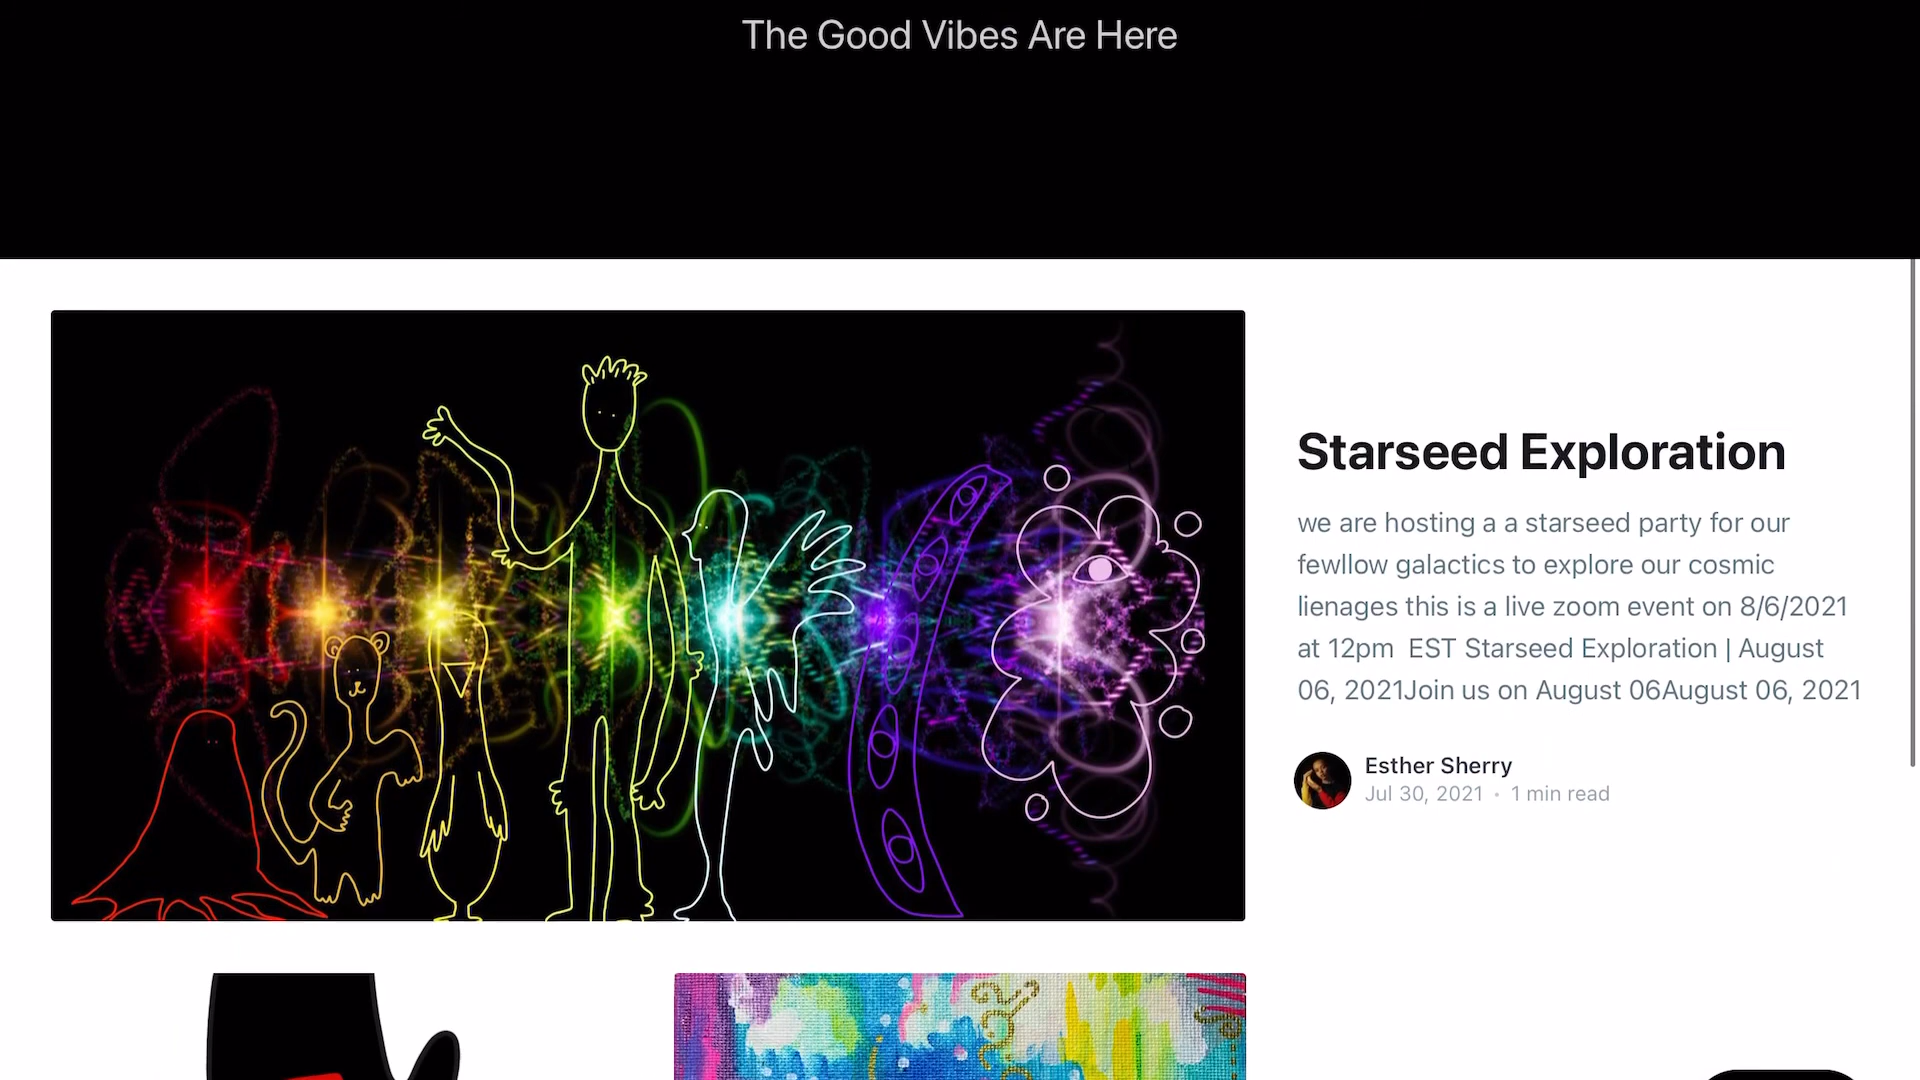 The Good Vibes Are Here
Starseed Exploration
we are hosting a a starseed party for our
fewllow galactics to explore our cosmic
lienages this is a live zoom event on 8/6/2021
at 12pm  EST Starseed Exploration | August
06, 2021Join us on August 06August 06, 2021
Esther Sherry
Jul 30, 2021 • 1 min read